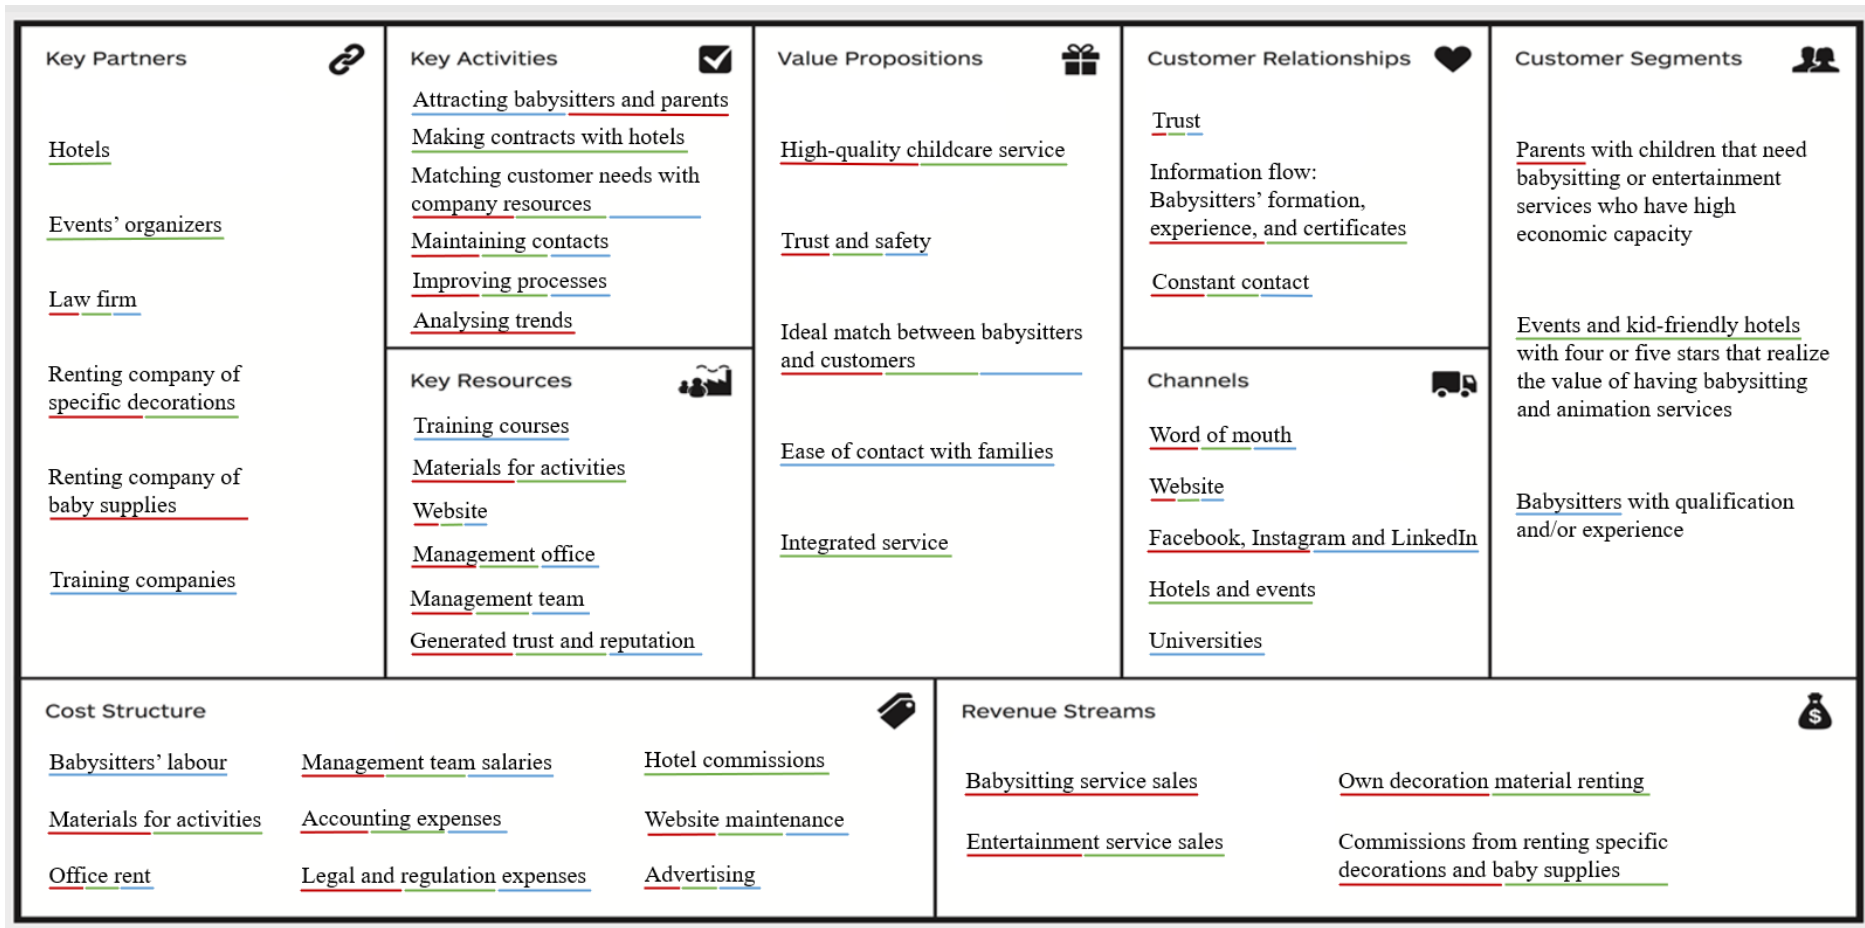 Key Partners
Hotels
Events’ organizers
Law firm
Renting company of
specific decorations
Renting company of
baby supplies
Training companies
Key Activities
Attracting babysitters and parents
Making contracts with hotels
Matching customer needs with
company resources
Maintaining contacts
Improving processes
Analysing trends
Key Resources
Training courses
Materials for activities
Website
Management office
Management team
Generated trust and reputation
Value Propositions
High-quality childcare service
Trust and safety
Ideal match between babysitters
and customers
Ease of contact with families
Integrated service
Customer Relationships
Trust
Information flow:
Babysitters’ formation,
experience, and certificates
Constant contact
Channels
Word of mouth
Website
Facebook, Instagram and LinkedIn
Hotels and events
Universities
Customer Segments
Parents with children that need
babysitting or entertainment
services who have high
economic capacity
Events and kid-friendly hotels
with four or five stars that realize
the value of having babysitting
and animation services
Babysitters with qualification
and/or experience
Cost Structure
Babysitters’ labour
Materials for activities
Office rent
Management team salaries
Accounting expenses
Legal and regulation expenses
Hotel commissions
Website maintenance
Advertising
Revenue Streams
$
Babysitting service sales
Entertainment service sales
Own decoration material renting
Commissions from renting specific
decorations and baby supplies